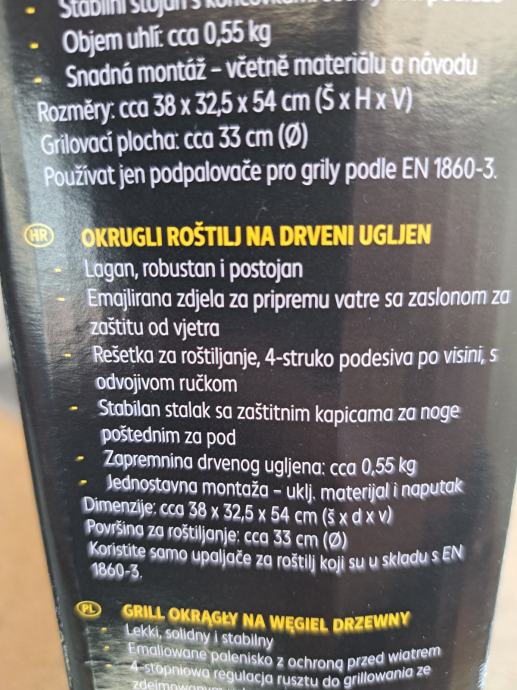 Stabilní stojan s
Objem uhlí: cca 0,55 kg
Snadná montáž – včetně materiálu a návodu
Rozměry: cca 38 x 32,5 x 54 cm (Š x H x V)
Grilovací plocha: cca 33 cm (Ø)
Používat jen podpalovače pro grily podle EN 1860-3.
HR OKRUGLI ROŠTILJ NA DRVENI UGLJEN
- Lagan, robustan i postojan
- Emajlirana zdjela za pripremu vatre sa zaslonom za
zaštitu od vjetra
- Rešetka za roštiljanje, 4-struko podesiva po visini, s
odvojivom ručkom
- Stabilan stalak sa zaštitnim kapicama za noge
poštednim za pod
- Zapremnina drvenog ugljena: cca 0,55 kg
- Jednostavna montaža – uklj. materijal i naputak
Dimenzije: cca 38 x 32,5 x 54 cm (š x d x v)
Površina za roštiljanje: cca 33 cm (Ø)
Koristite samo upaljače za roštilj koji su u skladu s EN
1860-3.
PL GRILL OKRĄGŁY NA WĘGIEL DRZEWNY
- Lekki, solidny i stabilny
- Emaliowane palenisko z ochroną przed wiatrem
- 4-stopniowa regulacja rusztu do grillowania ze